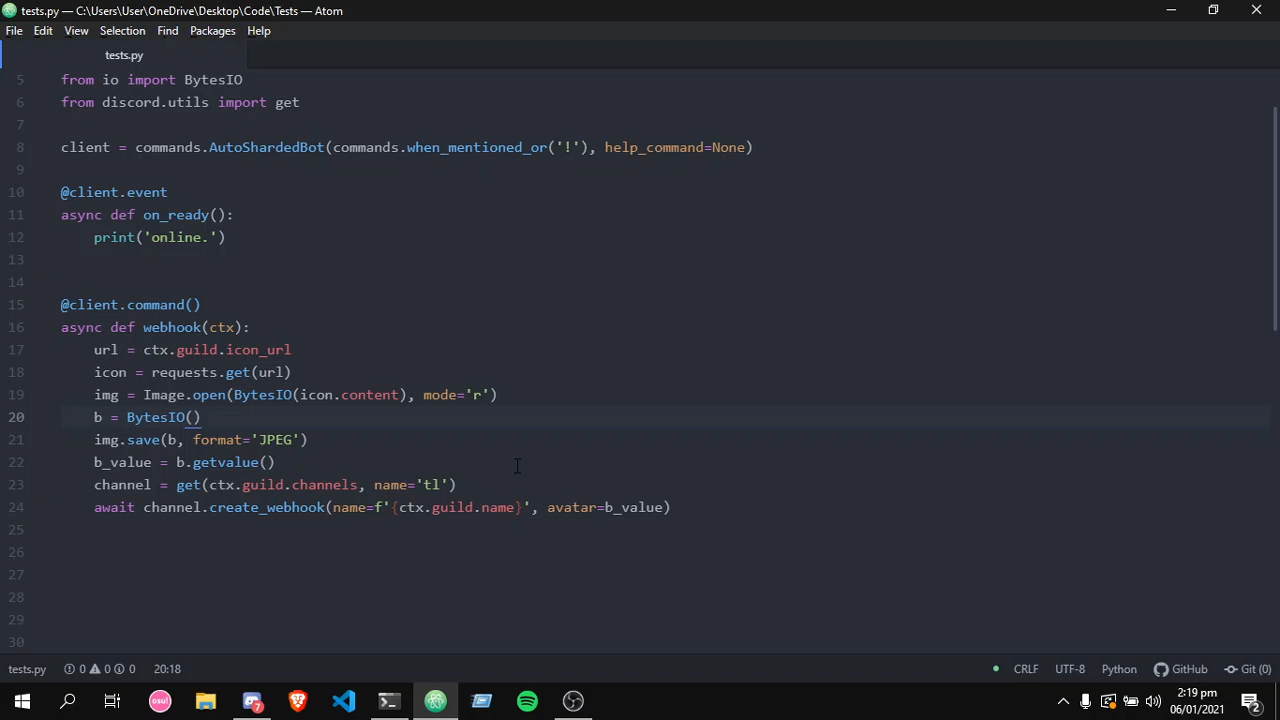 tests.py — C:\Users\User\OneDrive\Desktop\Code\Tests — Atom
File Edit View Selection Find Packages Help
tests.py
5 from io import BytesIO
6 from discord.utils import get
7
8 client = commands.AutoShardedBot(commands.when_mentioned_or('!'), help_command=None)
9
10 @client.event
11 async def on_ready():
12     print('online.')
13
14
15 @client.command()
16 async def webhook(ctx):
17     url = ctx.guild.icon_url
18     icon = requests.get(url)
19     img = Image.open(BytesIO(icon.content), mode='r')
20     b = BytesIO()
21     img.save(b, format='JPEG')
22     b_value = b.getvalue()
23     channel = get(ctx.guild.channels, name='tl')
24     await channel.create_webhook(name=f'{ctx.guild.name}', avatar=b_value)
25
26
27
28
29
30
tests.py 0 0 0 20:18 CRLF UTF-8 Python GitHub Git (0)
osu! 7 2:19 pm
06/01/2021 2